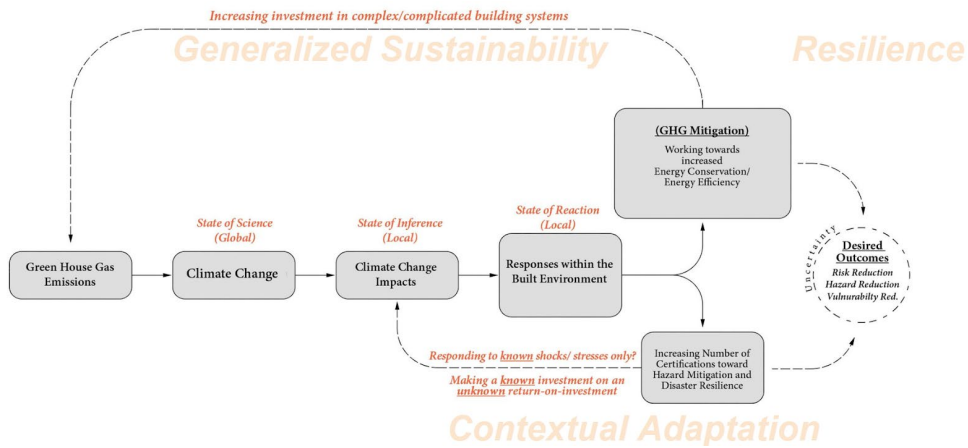 Increasing investment in complex/complicated building systems
Generalized Sustainability
Resilience
(GHG Mitigation)
Working towards
increased
Energy Conservation/
Energy Efficiency
State of Science
(Global)
State of Inference
(Local)
State of Reaction
(Local)
Green House Gas
Emissions
Climate Change
Climate Change
Impacts
Responses within the
Built Environment
Uncertainty
Desired
Outcomes
Risk Reduction
Hazard Reduction
Vulnurabilty Red.
Responding to known shocks/ stresses only?
Making a known investment on an
unknown return-on-investment
Increasing Number of
Certifications toward
Hazard Mitigation and
Disaster Resilience
Contextual Adaptation